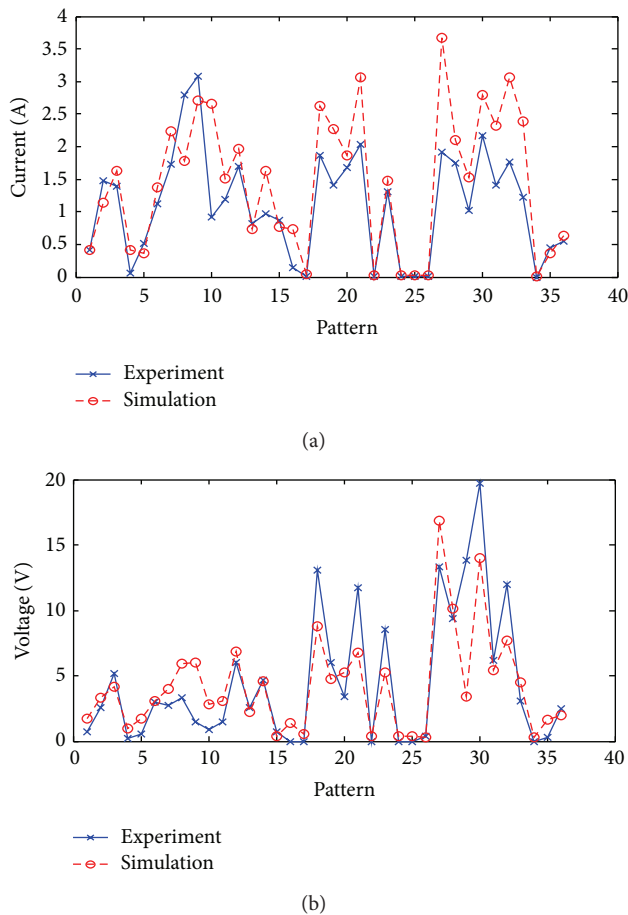 4
3.5
3
2.5
2
1.5
1
0.5
0
Current (A)
0 5 10 15 20 25 30 35 40
Pattern
Experiment
Simulation
(a)
20
15
10
5
0
Voltage (V)
0 5 10 15 20 25 30 35 40
Pattern
Experiment
Simulation
(b)